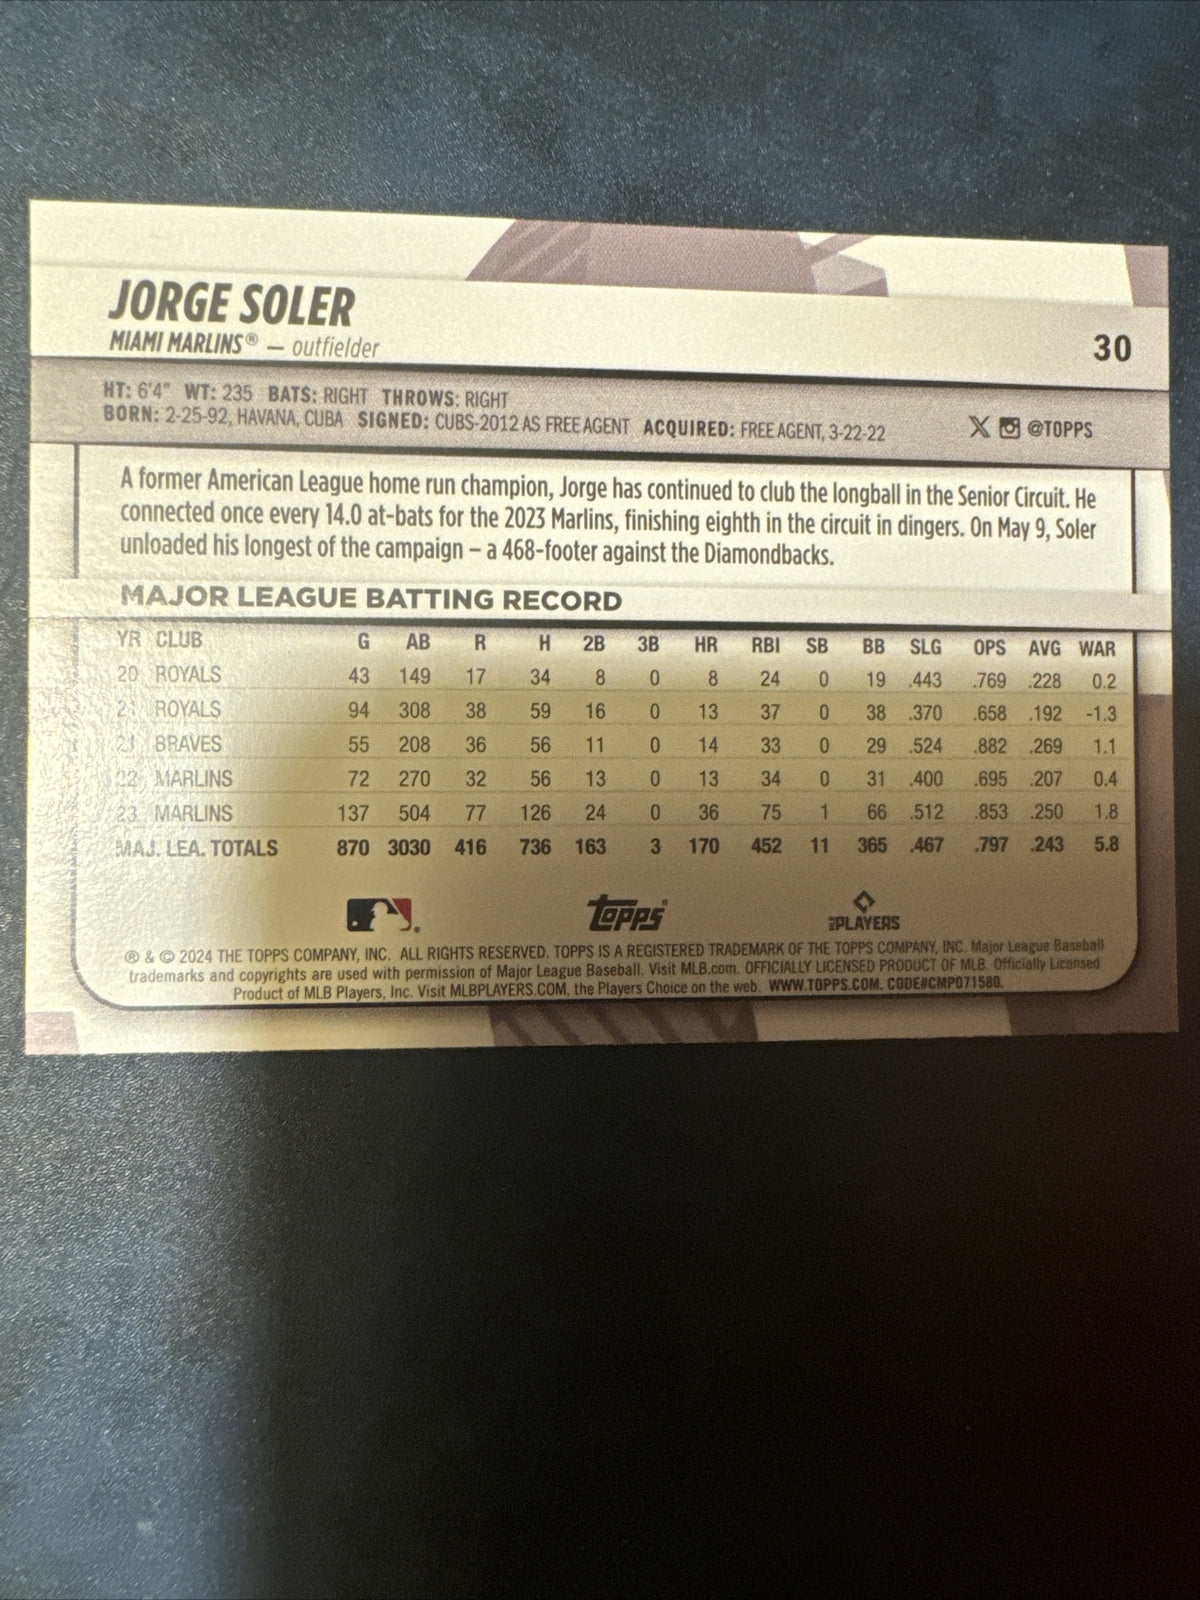 JORGE SOLER
MIAMI MARLINS® — outfielder
30
HT: 6'4" WT: 235 BATS: RIGHT THROWS: RIGHT
BORN: 2-25-92, HAVANA, CUBA SIGNED: CUBS-2012 AS FREE AGENT ACQUIRED: FREE AGENT, 3-22-22
@TOPPS
A former American League home run champion, Jorge has continued to club the longball in the Senior Circuit. He
connected once every 14.0 at-bats for the 2023 Marlins, finishing eighth in the circuit in dingers. On May 9, Soler
unloaded his longest of the campaign – a 468-footer against the Diamondbacks.
MAJOR LEAGUE BATTING RECORD
YR CLUB G AB R H 2B 3B HR RBI SB BB SLG OPS AVG WAR
20 ROYALS 43 149 17 34 8 0 8 24 0 19 .443 .769 .228 0.2
21 ROYALS 94 308 38 59 16 0 13 37 0 38 .370 .658 .192 -1.3
21 BRAVES 55 208 36 56 11 0 14 33 0 29 .524 .882 .269 1.1
22 MARLINS 72 270 32 56 13 0 13 34 0 31 .400 .695 .207 0.4
23 MARLINS 137 504 77 126 24 0 36 75 1 66 .512 .853 .250 1.8
MAJ. LEA. TOTALS 870 3030 416 736 163 3 170 452 11 365 .467 .797 .243 5.8
topps®
MLB PLAYERS
® & © 2024 THE TOPPS COMPANY, INC. ALL RIGHTS RESERVED. TOPPS IS A REGISTERED TRADEMARK OF THE TOPPS COMPANY, INC. Major League Baseball
trademarks and copyrights are used with permission of Major League Baseball. Visit MLB.com. OFFICIALLY LICENSED PRODUCT OF MLB. Officially Licensed
Product of MLB Players, Inc. Visit MLBPLAYERS.COM, the Players Choice on the web. WWW.TOPPS.COM. CODE#CMP071580.